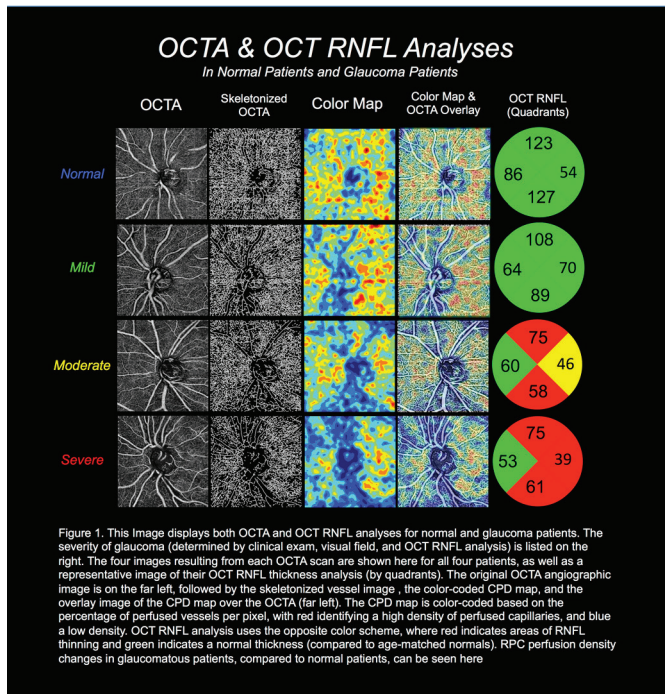 OCTA & OCT RNFL Analyses
In Normal Patients and Glaucoma Patients
OCTA
Skeletonized
OCTA
Color Map
Color Map &
OCTA Overlay
OCT RNFL
(Quadrants)
Normal
123
86
54
127
Mild
108
64
70
89
Moderate
75
60
46
58
Severe
75
53
39
61
Figure 1. This Image displays both OCTA and OCT RNFL analyses for normal and glaucoma patients. The
severity of glaucoma (determined by clinical exam, visual field, and OCT RNFL analysis) is listed on the
right. The four images resulting from each OCTA scan are shown here for all four patients, as well as a
representative image of their OCT RNFL thickness analysis (by quadrants). The original OCTA angiographic
image is on the far left, followed by the skeletonized vessel image , the color-coded CPD map, and the
overlay image of the CPD map over the OCTA (far left). The CPD map is color-coded based on the
percentage of perfused vessels per pixel, with red identifying a high density of perfused capillaries, and blue
a low density. OCT RNFL analysis uses the opposite color scheme, where red indicates areas of RNFL
thinning and green indicates a normal thickness (compared to age-matched normals). RPC perfusion density
changes in glaucomatous patients, compared to normal patients, can be seen here